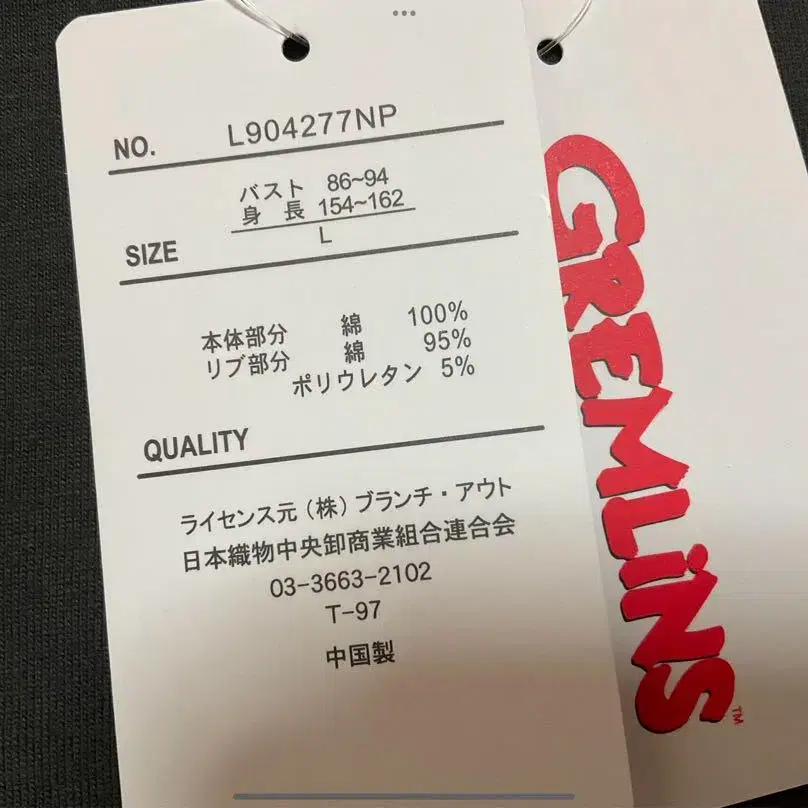 NO. L904277NP
バスト 86~94
身 長 154~162
L
SIZE
本体部分 綿 100%
リブ部分 綿 95%
ポリウレタン 5%
QUALITY
ライセンス元(株)ブランチ・アウト
日本織物中央卸商業組合連合会
03-3663-2102
T-97
中国製
GREMLiNS
TM